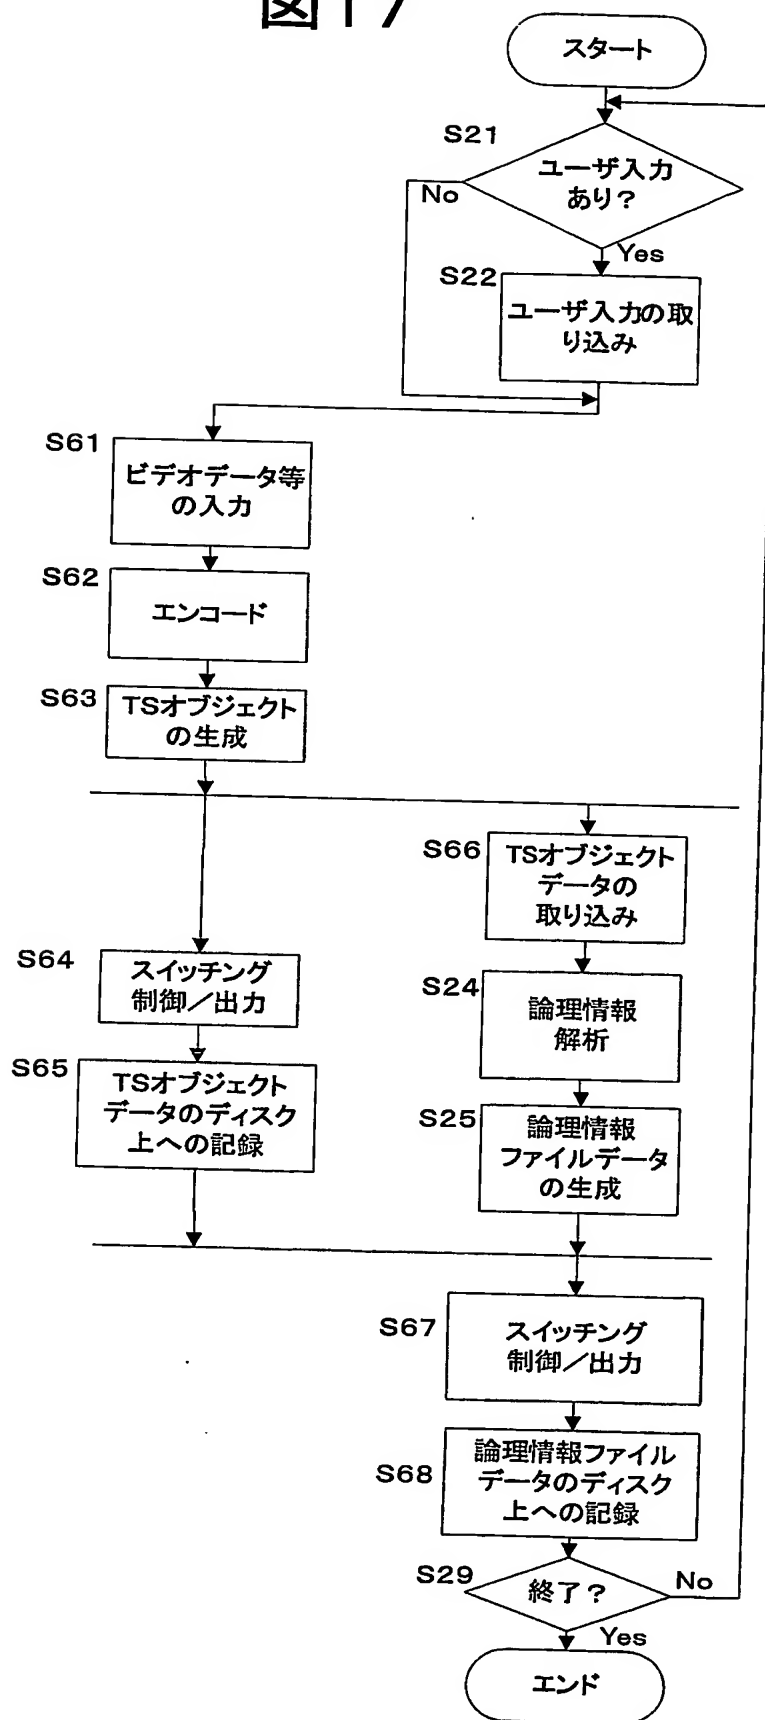 図17
スタート
S21
ユーザ入力
あり？
No
Yes
S22
ユーザ入力の取
り込み
S61
ビデオデータ等
の入力
S62
エンコード
S63
TSオブジェクト
の生成
S66
TSオブジェクト
データの
取り込み
S64
スイッチング
制御／出力
S24
論理情報
解析
S65
TSオブジェクト
データのディスク
上への記録
S25
論理情報
ファイルデータ
の生成
S67
スイッチング
制御／出力
S68
論理情報ファイル
データのディスク
上への記録
S29
終了？
No
Yes
エンド